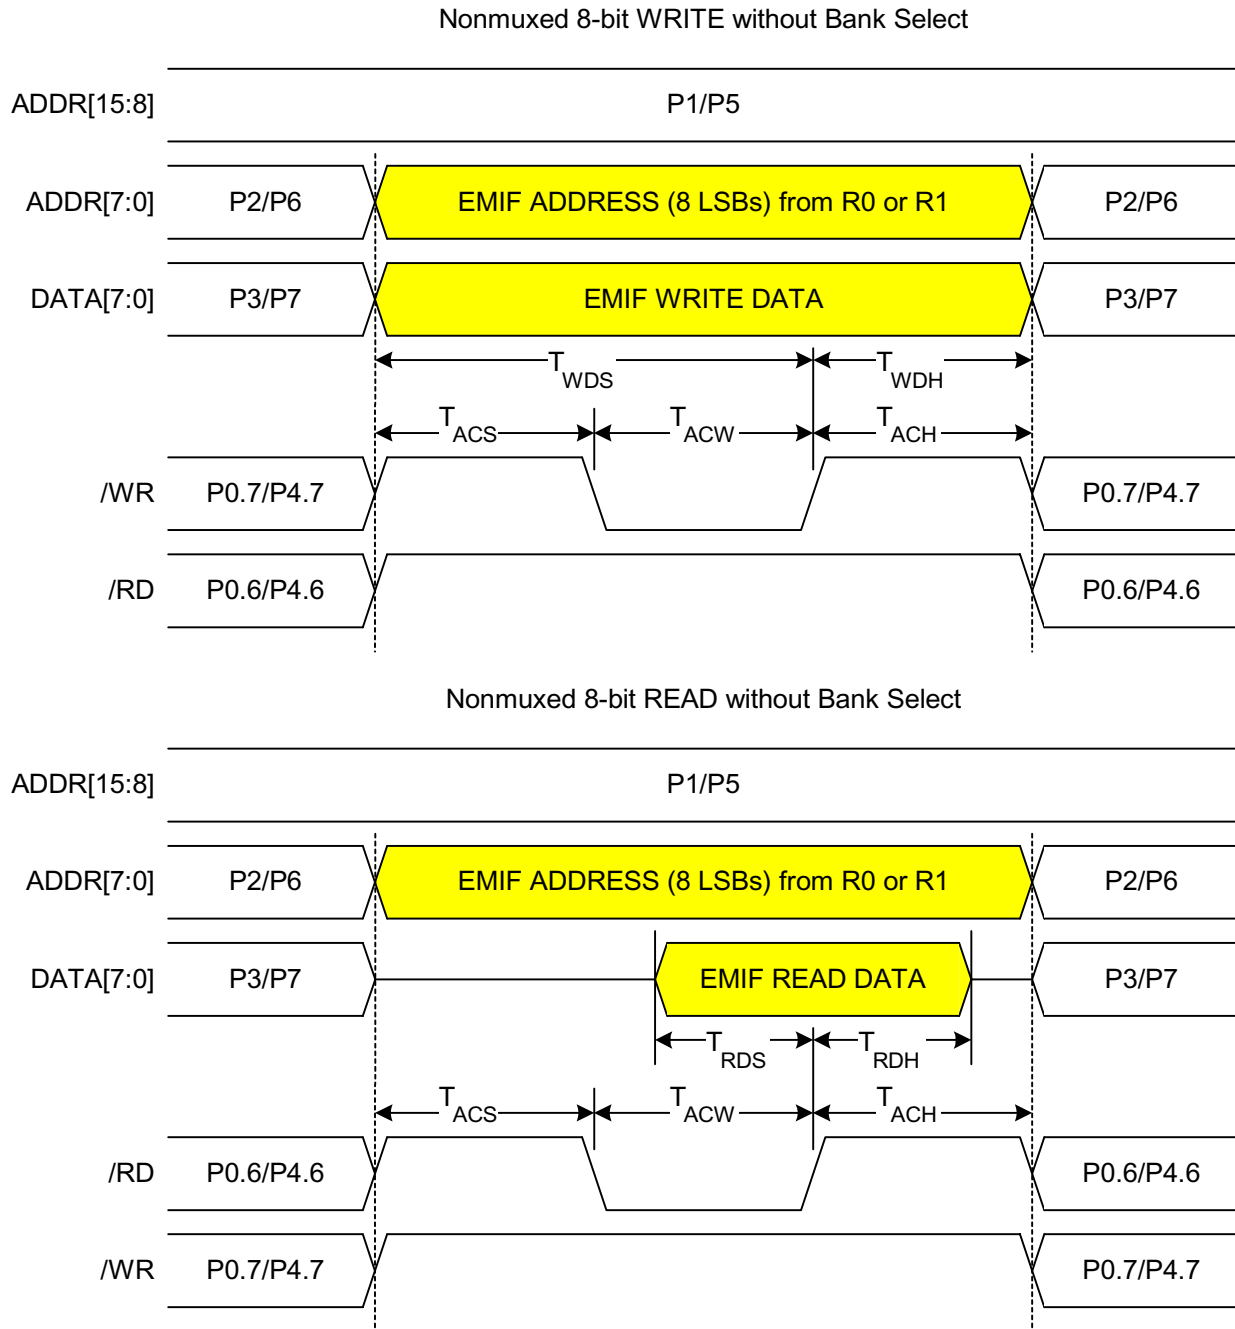 Nonmuxed 8-bit WRITE without Bank Select
ADDR[15:8] P1/P5
ADDR[7:0] P2/P6 EMIF ADDRESS (8 LSBs) from R0 or R1 P2/P6
DATA[7:0] P3/P7 EMIF WRITE DATA P3/P7
TWDS TWDH
TACS TACW TACH
/WR P0.7/P4.7 P0.7/P4.7
/RD P0.6/P4.6 P0.6/P4.6
Nonmuxed 8-bit READ without Bank Select
ADDR[15:8] P1/P5
ADDR[7:0] P2/P6 EMIF ADDRESS (8 LSBs) from R0 or R1 P2/P6
DATA[7:0] P3/P7 EMIF READ DATA P3/P7
TRDS TRDH
TACS TACW TACH
/RD P0.6/P4.6 P0.6/P4.6
/WR P0.7/P4.7 P0.7/P4.7